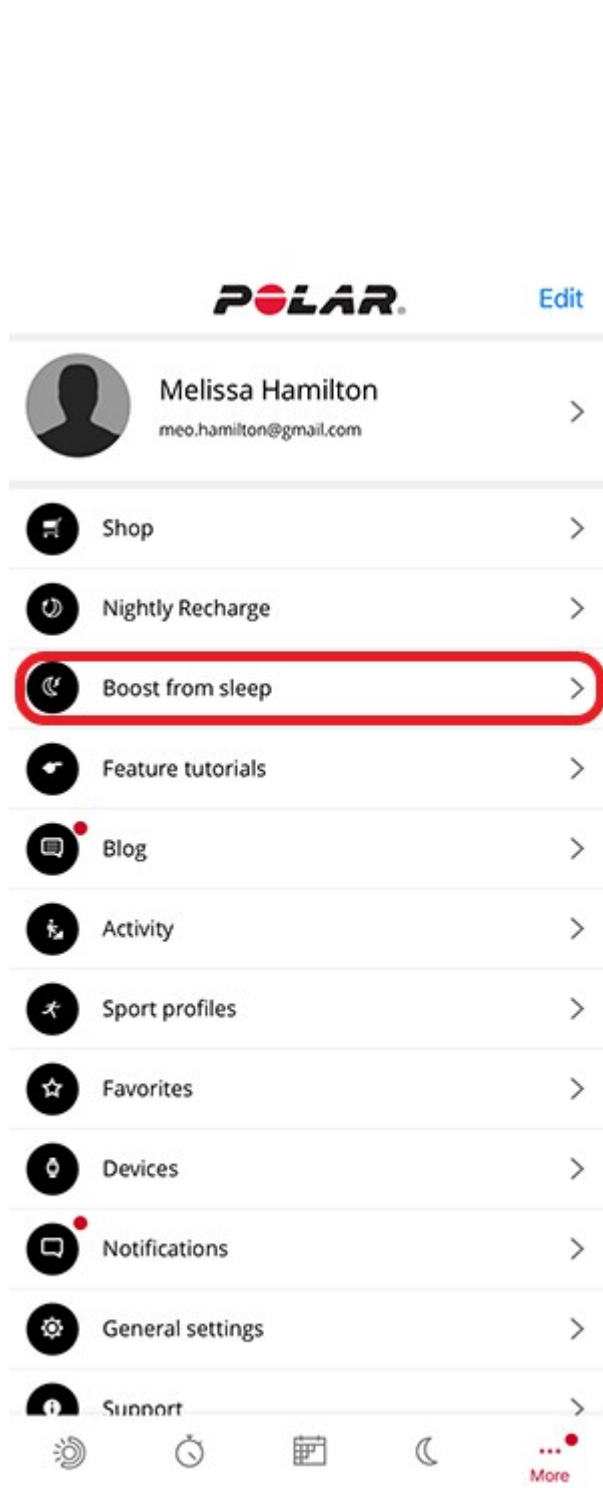 POLAR®
Edit
Melissa Hamilton
meo.hamilton@gmail.com
Shop
Nightly Recharge
Boost from sleep
Feature tutorials
Blog
Activity
Sport profiles
Favorites
Devices
Notifications
General settings
Support
More